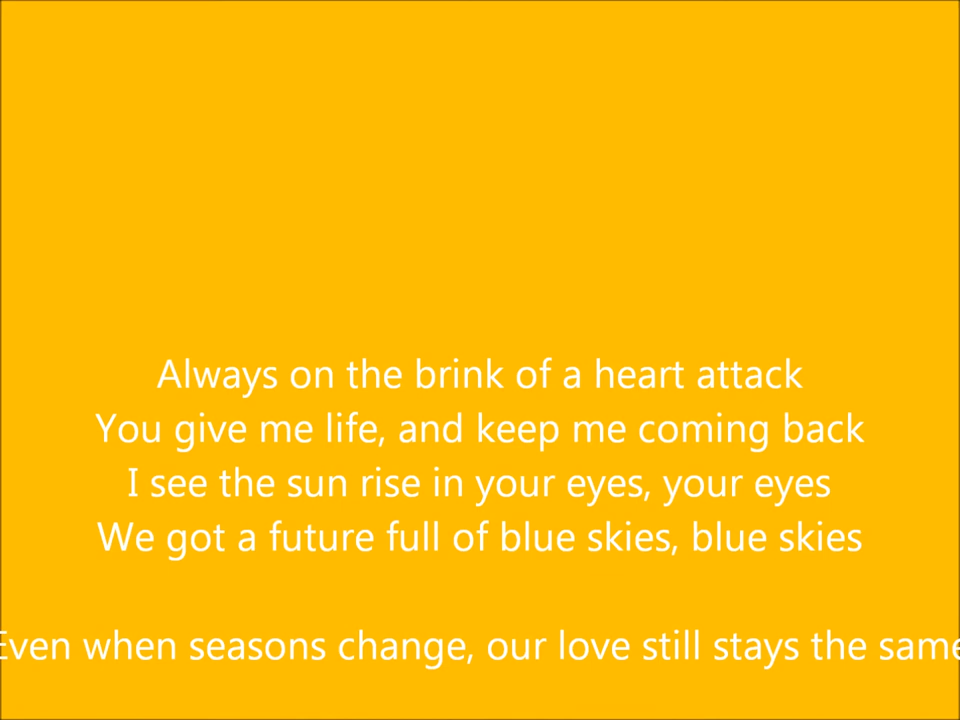 Always on the brink of a heart attack
You give me life, and keep me coming back
I see the sun rise in your eyes, your eyes
We got a future full of blue skies, blue skies
Even when seasons change, our love still stays the same